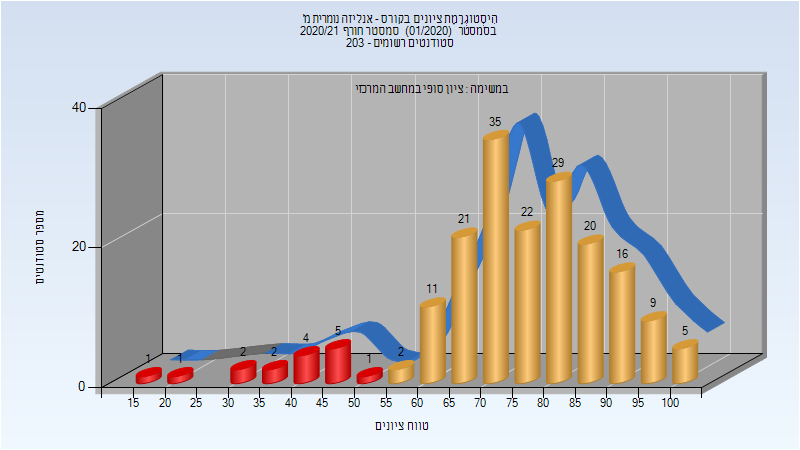 היסטוגרמת ציונים בקורס - אנליזה נומרית מ'
בסמסטר (01/2020) סמסטר חורף 2020/21
סטודנטים רשומים - 203
במשימה : ציון סופי במחשב המרכזי
מספר סטודנטים
40
20
0
1 1 2 2 4 5 1 2 11 21 35 22 29 20 16 9 5
15 20 25 30 35 40 45 50 55 60 65 70 75 80 85 90 95 100
טווח ציונים